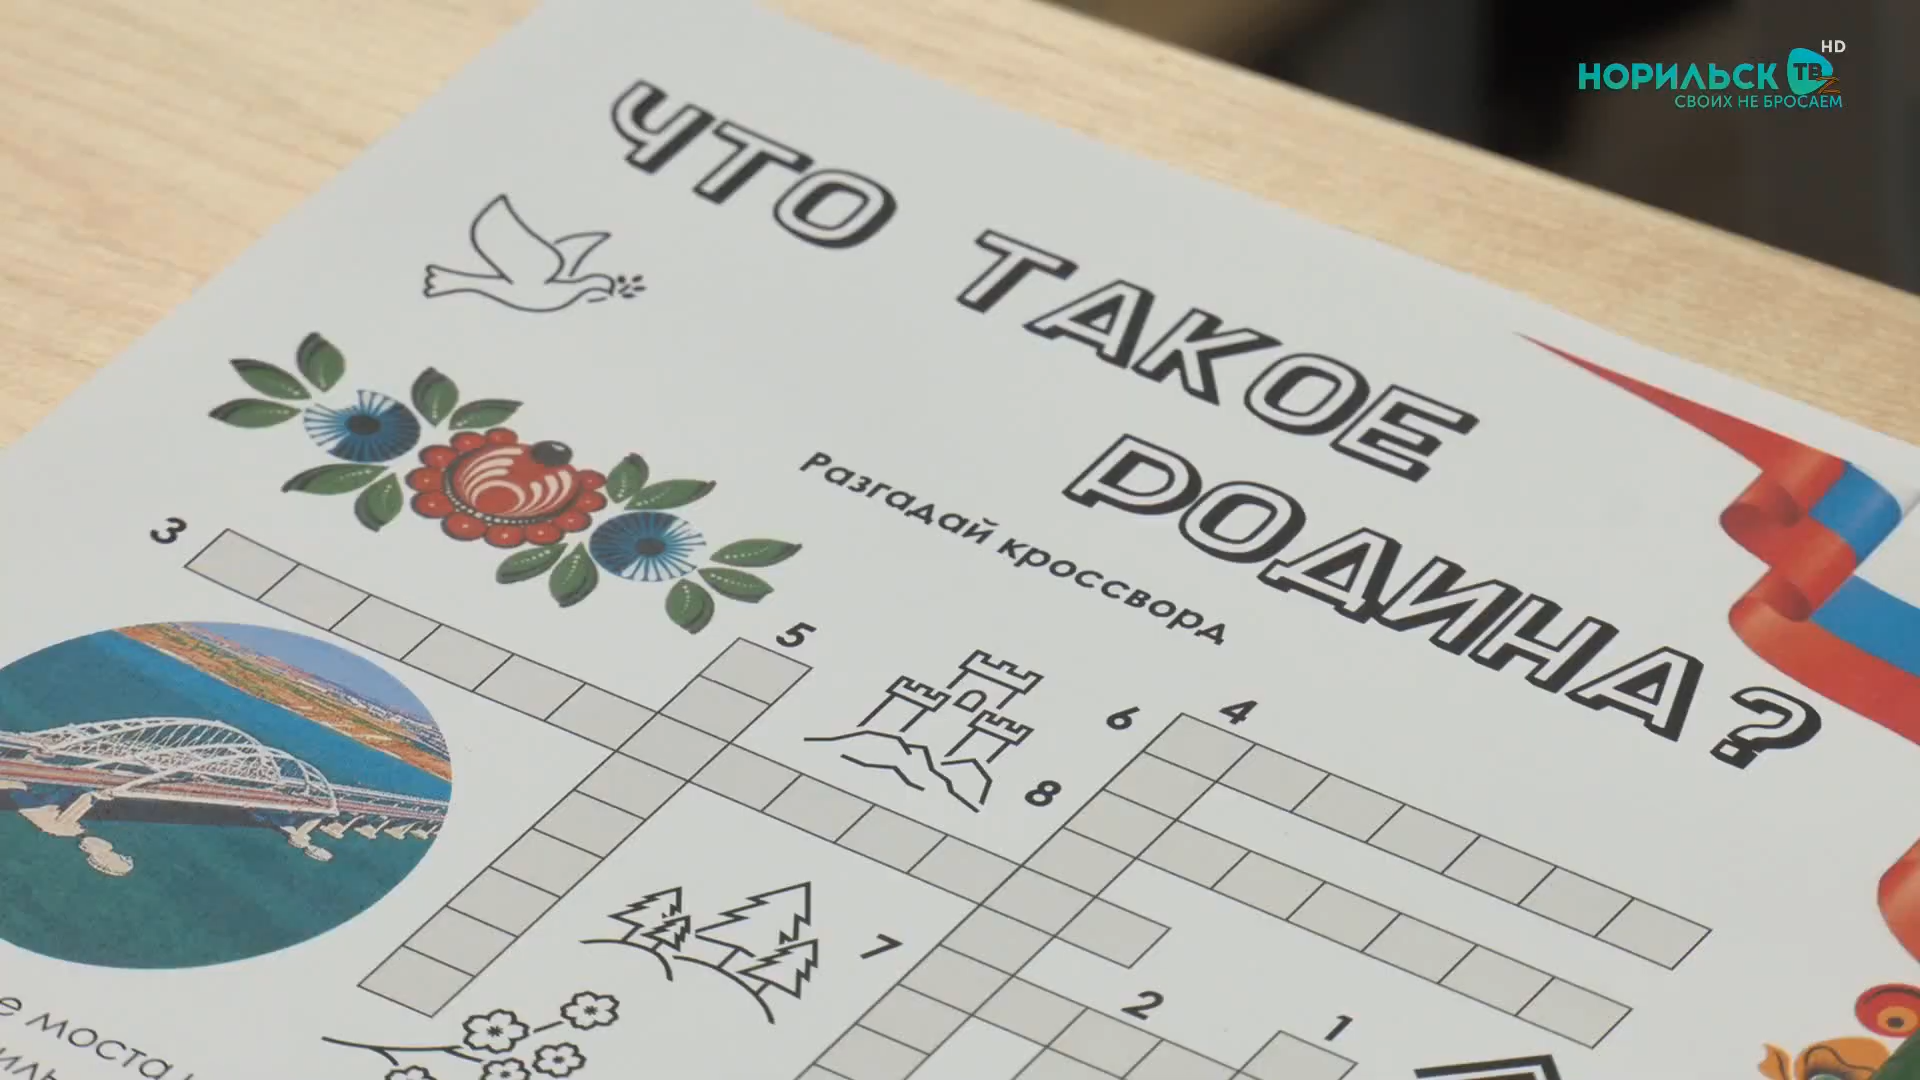 HD
НОРИЛЬСК ТВ
СВОИХ НЕ БРОСАЕМ
ЧТО ТАКОЕ
РОДИНА?
Разгадай кроссворд
3
5
6
4
8
7
2
1
моста